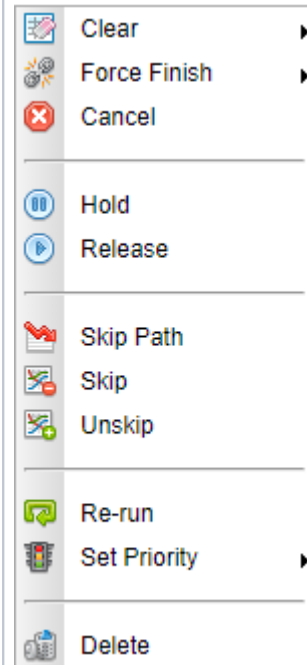 Clear
Force Finish
Cancel
Hold
Release
Skip Path
Skip
Unskip
Re-run
Set Priority
Delete